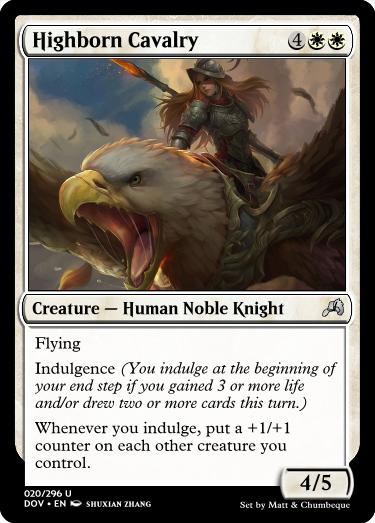 Highborn Cavalry 4
Creature — Human Noble Knight
Flying
Indulgence (You indulge at the beginning of
your end step if you gained 3 or more life
and/or drew two or more cards this turn.)
Whenever you indulge, put a +1/+1
counter on each other creature you
control.
4/5
020/296 U
DOV • EN SHUXIAN ZHANG
Set by Matt & Chumbeque